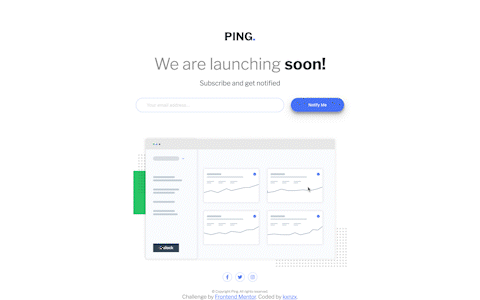 PING.
We are launching soon!
Subscribe and get notified
Your email address...
Notify Me
slack
© Copyright Ping. All rights reserved.
Challenge by Frontend Mentor. Coded by